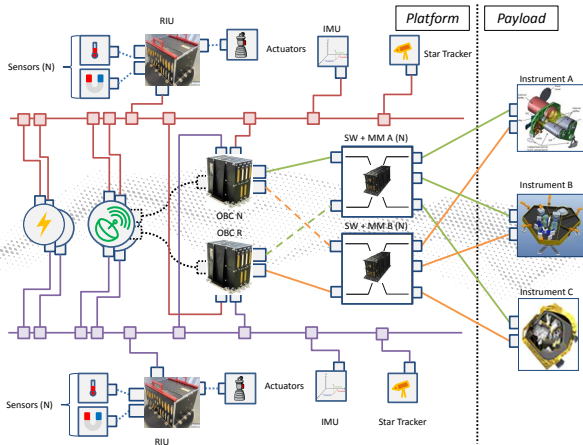 RIU
IMU
Platform
Payload
Sensors (N)
Actuators
Star Tracker
Instrument A
SW + MM A (N)
Instrument B
OBC N
OBC R
SW + MM B (N)
Instrument C
Sensors (N)
Actuators
IMU
Star Tracker
RIU